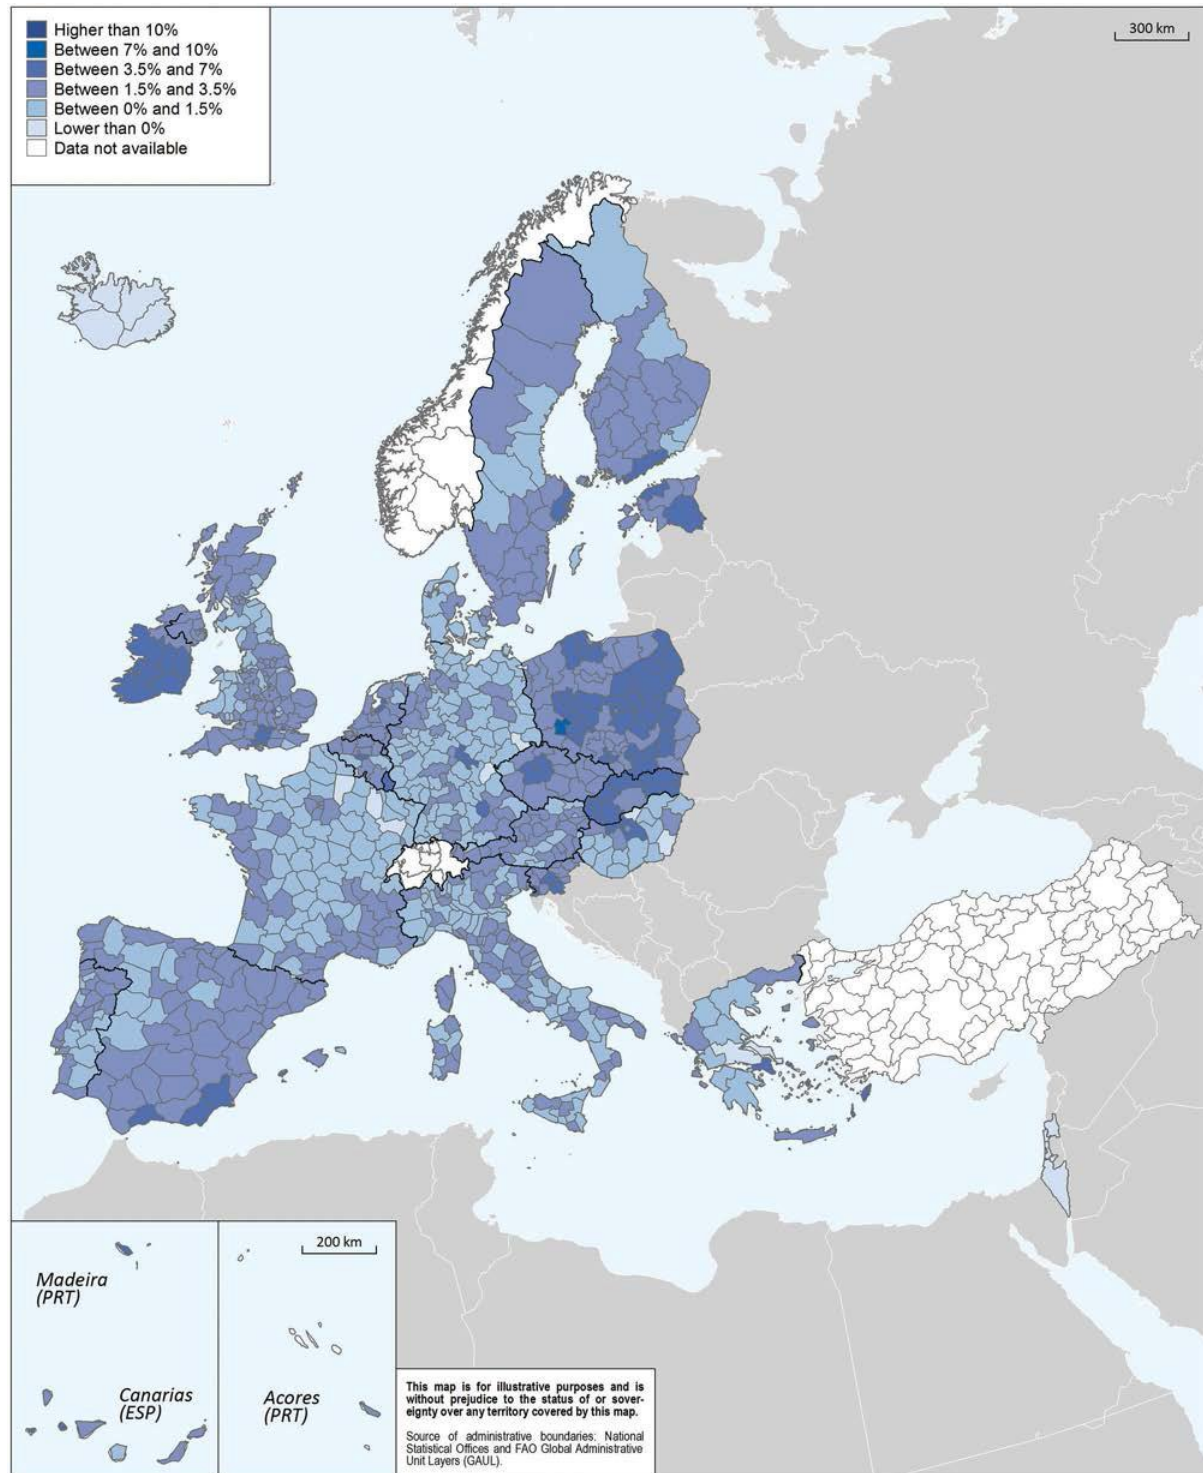 Higher than 10%
Between 7% and 10%
Between 3.5% and 7%
Between 1.5% and 3.5%
Between 0% and 1.5%
Lower than 0%
Data not available
300 km
200 km
Madeira
(PRT)
Canarias
(ESP)
Acores
(PRT)
This map is for illustrative purposes and is
without prejudice to the status of or sover-
eignty over any territory covered by this map.
Source of administrative boundaries: National
Statistical Offices and FAO Global Administrative
Unit Layers (GAUL).